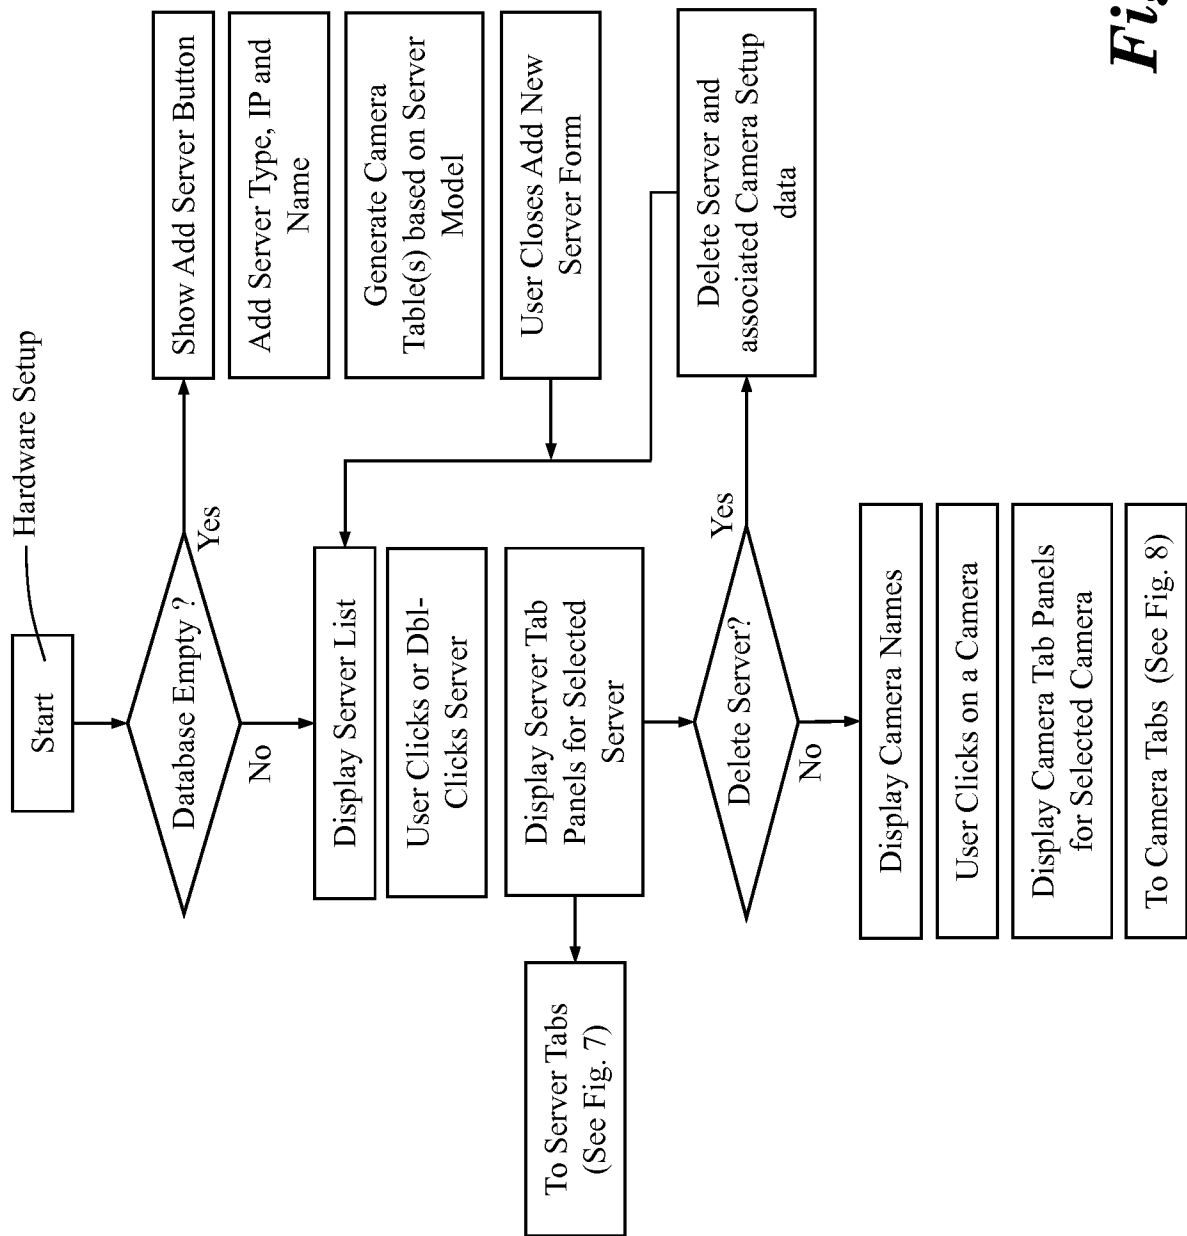 Hardware Setup
Start
Database Empty ?
Yes
No
Show Add Server Button
Add Server Type, IP and
Name
Generate Camera
Table(s) based on Server
Model
User Closes Add New
Server Form
Display Server List
User Clicks or Dbl-
Clicks Server
Display Server Tab
Panels for Selected
Server
To Server Tabs
(See Fig. 7)
Delete Server?
Yes
No
Delete Server and
associated Camera Setup
data
Display Camera Names
User Clicks on a Camera
Display Camera Tab Panels
for Selected Camera
To Camera Tabs (See Fig. 8)